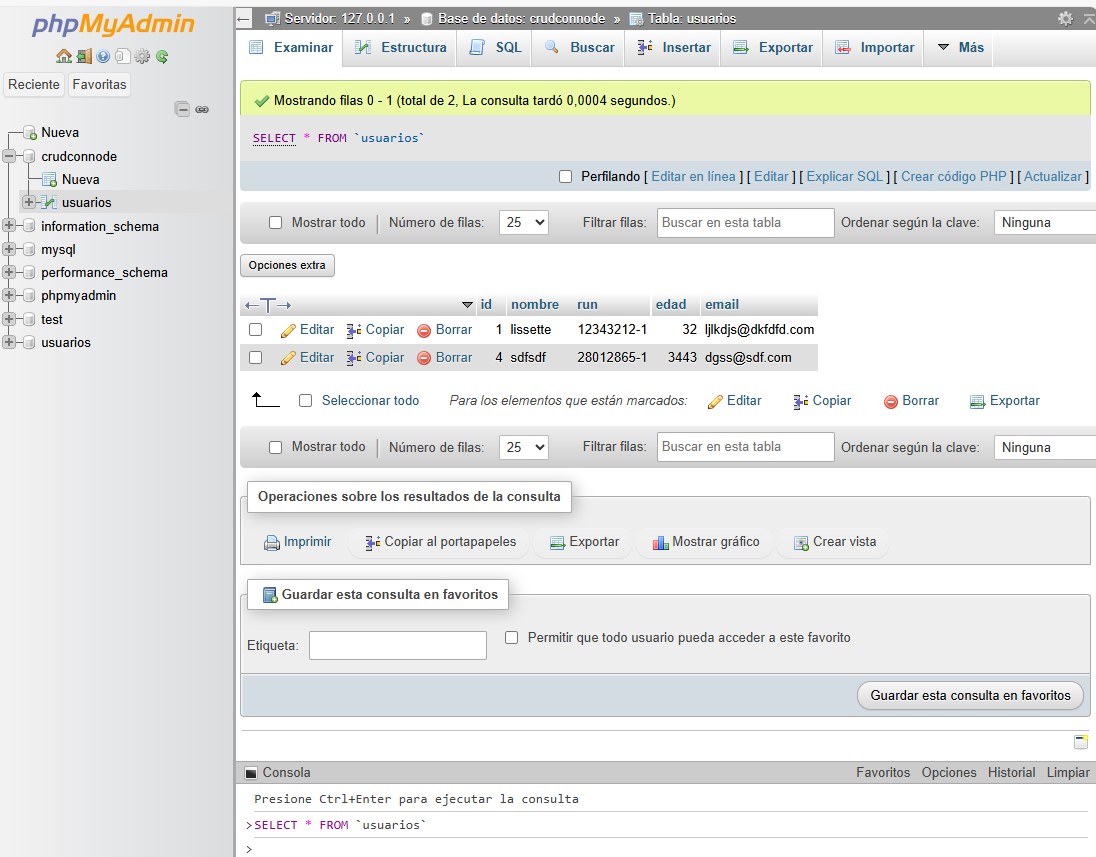 phpMyAdmin
Reciente Favoritas
Nueva
crudconnode
Nueva
usuarios
information_schema
mysql
performance_schema
phpmyadmin
test
usuarios
Servidor: 127.0.0.1 » Base de datos: crudconnode » Tabla: usuarios
Examinar Estructura SQL Buscar Insertar Exportar Importar Más
Mostrando filas 0 - 1 (total de 2, La consulta tardó 0,0004 segundos.)
SELECT * FROM `usuarios`
Perfilando [ Editar en línea ] [ Editar ] [ Explicar SQL ] [ Crear código PHP ] [ Actualizar ]
Mostrar todo Número de filas: 25 Filtrar filas: Buscar en esta tabla Ordenar según la clave: Ninguna
Opciones extra
←T→ id nombre run edad email
Editar Copiar Borrar 1 lissette 12343212-1 32 ljlkdjs@dkfdfd.com
Editar Copiar Borrar 4 sdfsdf 28012865-1 3443 dgss@sdf.com
Seleccionar todo Para los elementos que están marcados: Editar Copiar Borrar Exportar
Mostrar todo Número de filas: 25 Filtrar filas: Buscar en esta tabla Ordenar según la clave: Ninguna
Operaciones sobre los resultados de la consulta
Imprimir Copiar al portapapeles Exportar Mostrar gráfico Crear vista
Guardar esta consulta en favoritos
Etiqueta: Permitir que todo usuario pueda acceder a este favorito
Guardar esta consulta en favoritos
Consola Favoritos Opciones Historial Limpiar
Presione Ctrl+Enter para ejecutar la consulta
>SELECT * FROM `usuarios`
>